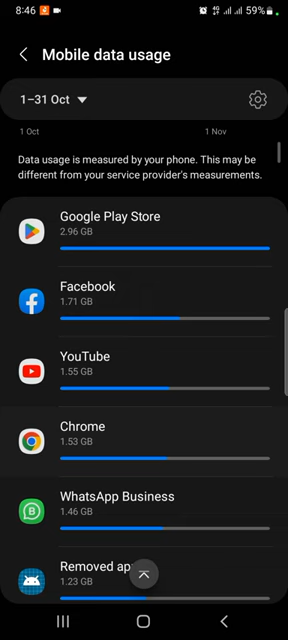 8:46
4G 59%
Mobile data usage
1–31 Oct
1 Oct 1 Nov
Data usage is measured by your phone. This may be
different from your service provider's measurements.
Google Play Store
2.96 GB
Facebook
1.71 GB
YouTube
1.55 GB
Chrome
1.53 GB
WhatsApp Business
1.46 GB
Removed ap
1.23 GB